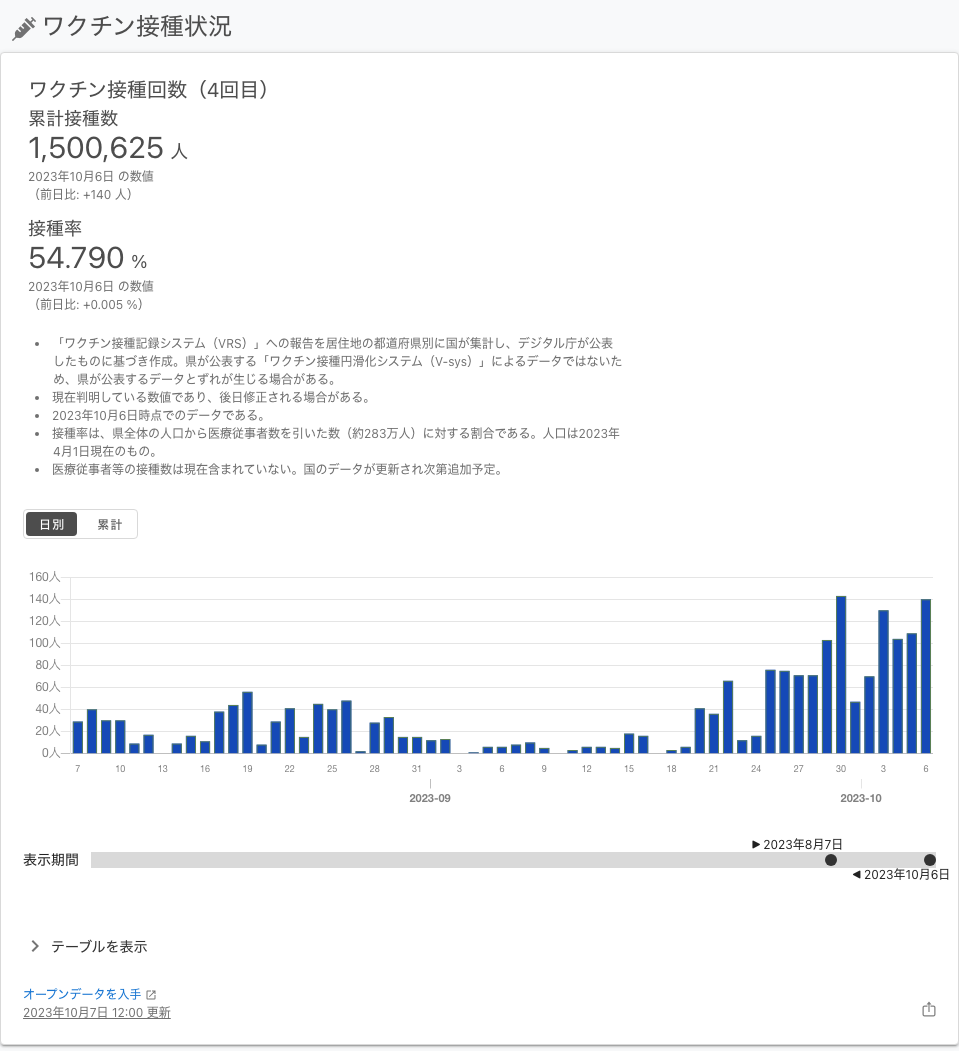 ワクチン接種状況
ワクチン接種回数（4回目）
累計接種数
1,500,625 人
2023年10月6日 の数値
（前日比: +140 人）
接種率
54.790 %
2023年10月6日 の数値
（前日比: +0.005 %）
• 「ワクチン接種記録システム（VRS）」への報告を居住地の都道府県別に国が集計し、デジタル庁が公表
したものに基づき作成。県が公表する「ワクチン接種円滑化システム（V-sys）」によるデータではないた
め、県が公表するデータとずれが生じる場合がある。
• 現在判明している数値であり、後日修正される場合がある。
• 2023年10月6日時点でのデータである。
• 接種率は、県全体の人口から医療従事者数を引いた数（約283万人）に対する割合である。人口は2023年
4月1日現在のもの。
• 医療従事者等の接種数は現在含まれていない。国のデータが更新され次第追加予定。
日別 累計
160人
140人
120人
100人
80人
60人
40人
20人
0人
7 10 13 16 19 22 25 28 31 3 6 9 12 15 18 21 24 27 30 3 6
2023-09 2023-10
2023年8月7日
表示期間
2023年10月6日
テーブルを表示
オープンデータを入手
2023年10月7日 12:00 更新